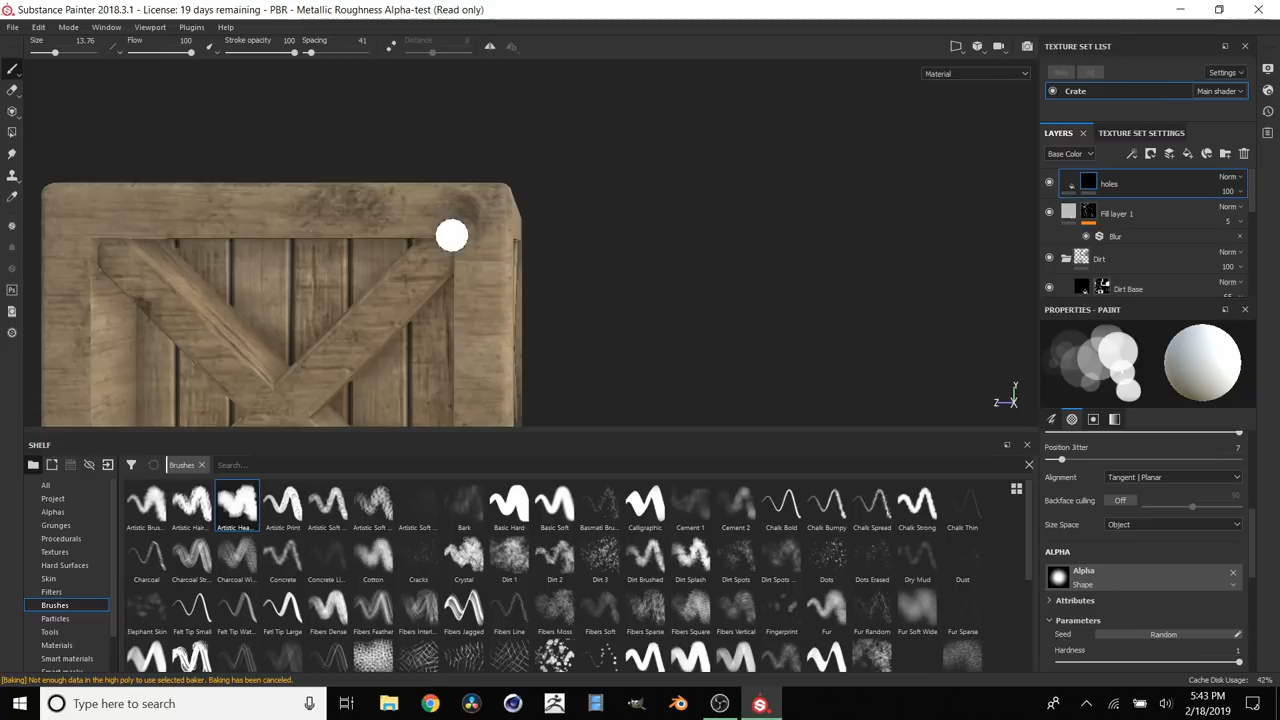 Substance Painter 2018.3.1 - License: 19 days remaining - PBR - Metallic Roughness Alpha-test (Read only)
File Edit Mode Window Viewport Plugins Help
Size 13.76 Flow 100 Stroke opacity 100 Spacing 41 Distance 8
Material
TEXTURE SET LIST
Settings
Crate Main shader
LAYERS TEXTURE SET SETTINGS
Base Color
holes Norm 100
Fill layer 1 Norm 5
Blur
Dirt Norm 100
Dirt Base Norm
PROPERTIES - PAINT
Position Jitter 7
Alignment Tangent | Planar
Backface culling Off 90
Size Space Object
ALPHA
Alpha
Shape
Attributes
Parameters
Seed Random
Hardness 1
Y
Z X
SHELF
Brushes Search...
All
Project
Alphas
Grunges
Procedurals
Textures
Hard Surfaces
Skin
Filters
Brushes
Particles
Tools
Materials
Smart materials
Smart masks
Artistic Brus... Artistic Hair... Artistic Hea... Artistic Print Artistic Soft ... Artistic Soft ... Artistic Soft ... Bark Basic Hard Basic Soft Basmati Bru... Calligraphic Cement 1 Cement 2 Chalk Bold Chalk Bumpy Chalk Spread Chalk Strong Chalk Thin
Charcoal Charcoal Str... Charcoal Wi... Concrete Concrete Li... Cotton Cracks Crystal Dirt 1 Dirt 2 Dirt 3 Dirt Brushed Dirt Splash Dirt Spots Dirt Spots ... Dots Dots Erased Dry Mud Dust
Elephant Skin Felt Tip Small Felt Tip Wat... Felt Tip Large Fibers Dense Fibers Feather Fibers Interl... Fibers Jagged Fibers Line Fibers Moss Fibers Soft Fibers Sparse Fibers Square Fibers Vertical Fingerprint Fur Fur Random Fur Soft Wide Fur Sparse
[Baking] Not enough data in the high poly to use selected baker. Baking has been canceled.
Cache Disk Usage: 42%
Type here to search
5:43 PM
2/18/2019